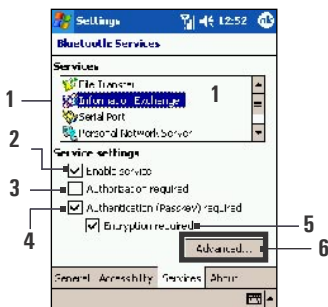 Settings 12:52 ok
Bluetooth Services
Services
File Transfer
1 Information Exchange 1
Serial Port
Personal Network Server
2 Service settings
Enable service
3 Authorization required
4 Authentication (Passkey) required
Encryption required 5
Advanced... 6
General Accessibility Services About